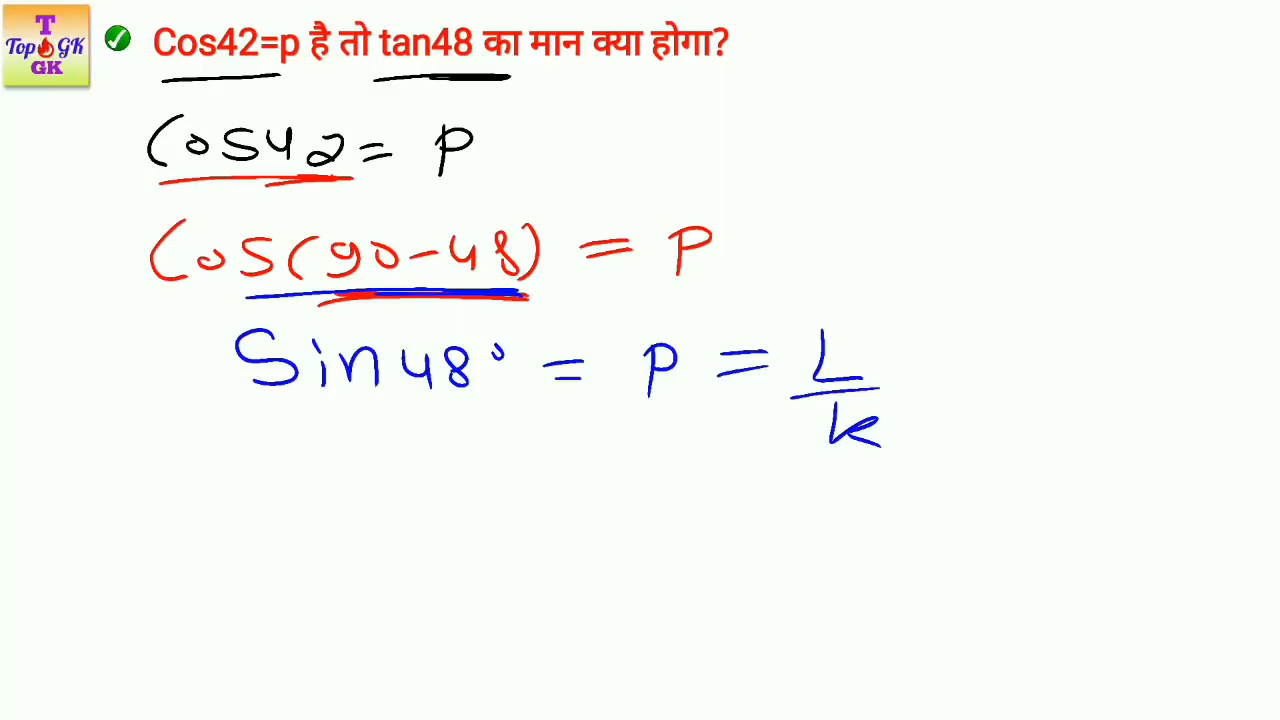 T
Top GK
GK
Cos42=p है तो tan48 का मान क्या होगा?
Cos42 = p
Cos(90-48) = P
Sin48° = P = L/k